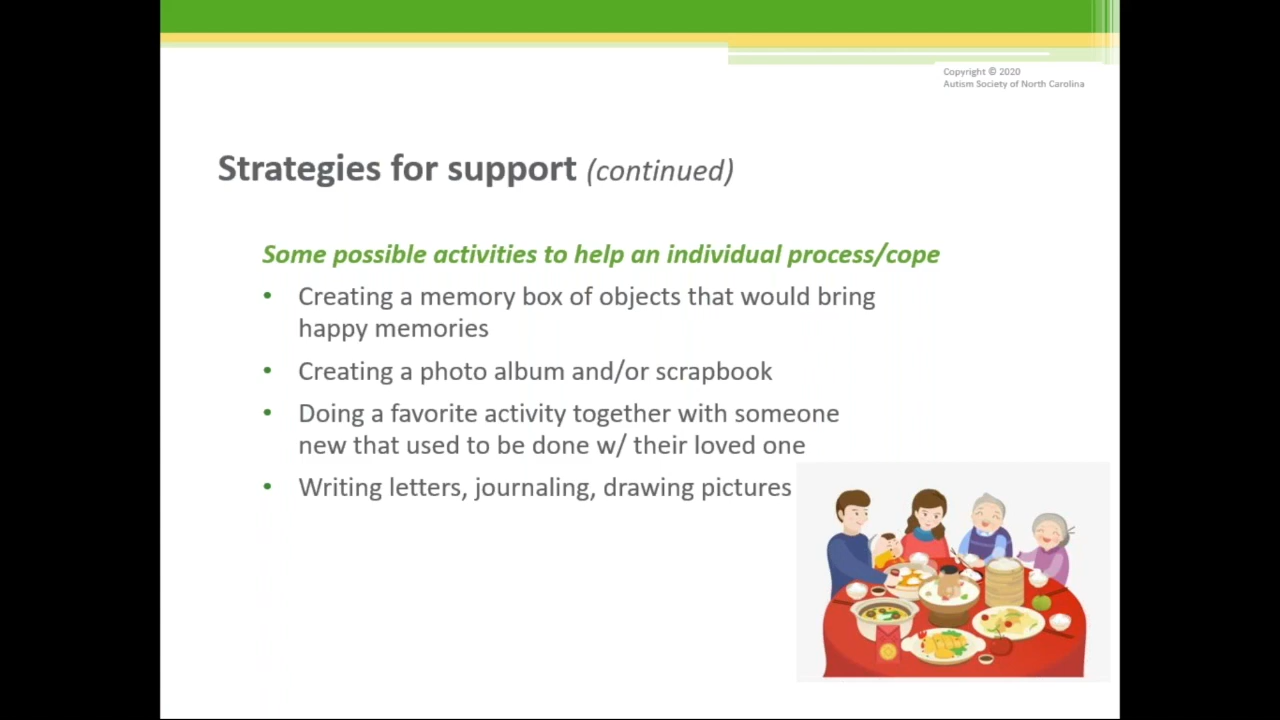 Copyright © 2020
Autism Society of North Carolina
Strategies for support (continued)
Some possible activities to help an individual process/cope
• Creating a memory box of objects that would bring
happy memories
• Creating a photo album and/or scrapbook
• Doing a favorite activity together with someone
new that used to be done w/ their loved one
• Writing letters, journaling, drawing pictures